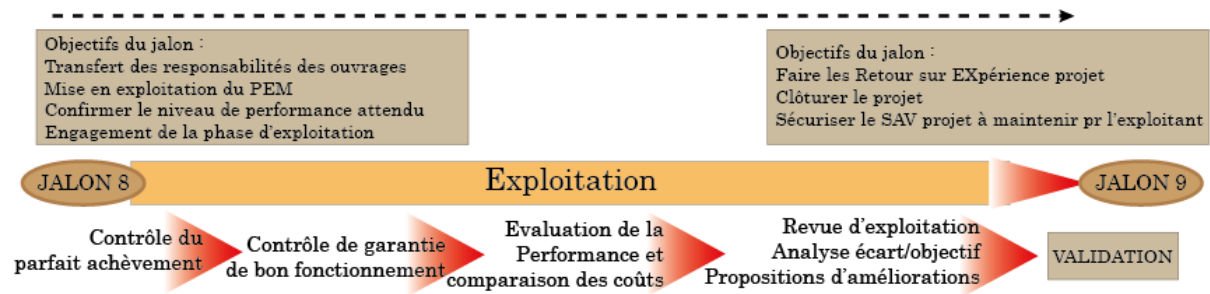 Objectifs du jalon :
Transfert des responsabilités des ouvrages
Mise en exploitation du PEM
Confirmer le niveau de performance attendu
Engagement de la phase d'exploitation
Objectifs du jalon :
Faire les Retour sur EXpérience projet
Clôturer le projet
Sécuriser le SAV projet à maintenir pr l'exploitant
JALON 8
Exploitation
JALON 9
Contrôle du
parfait achèvement
Contrôle de garantie
de bon fonctionnement
Evaluation de la
Performance et
comparaison des coûts
Revue d'exploitation
Analyse écart/objectif
Propositions d'améliorations
VALIDATION